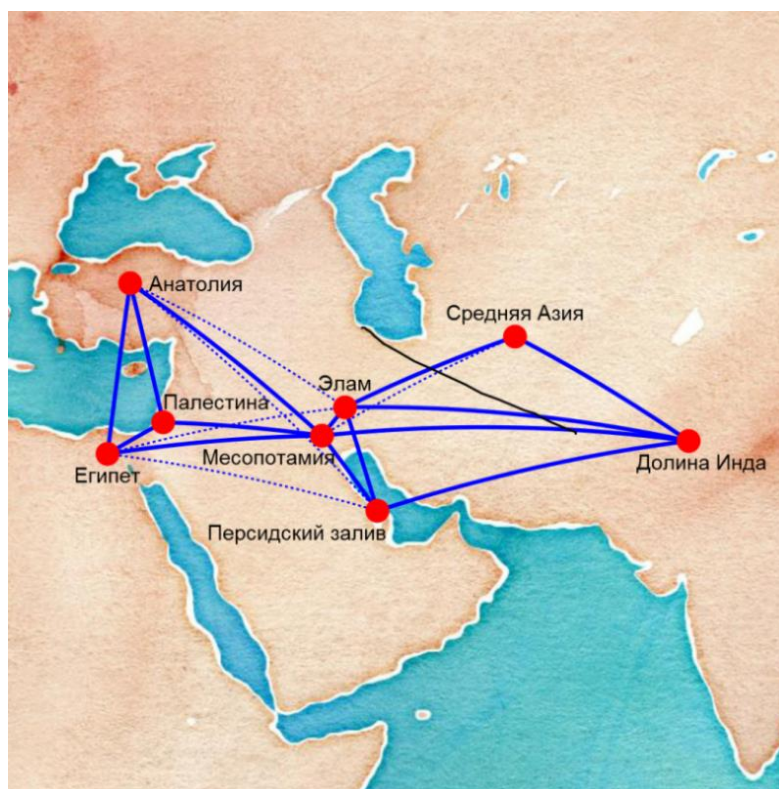 Анатолия
Средняя Азия
Элам
Палестина
Месопотамия
Долина Инда
Египет
Персидский залив